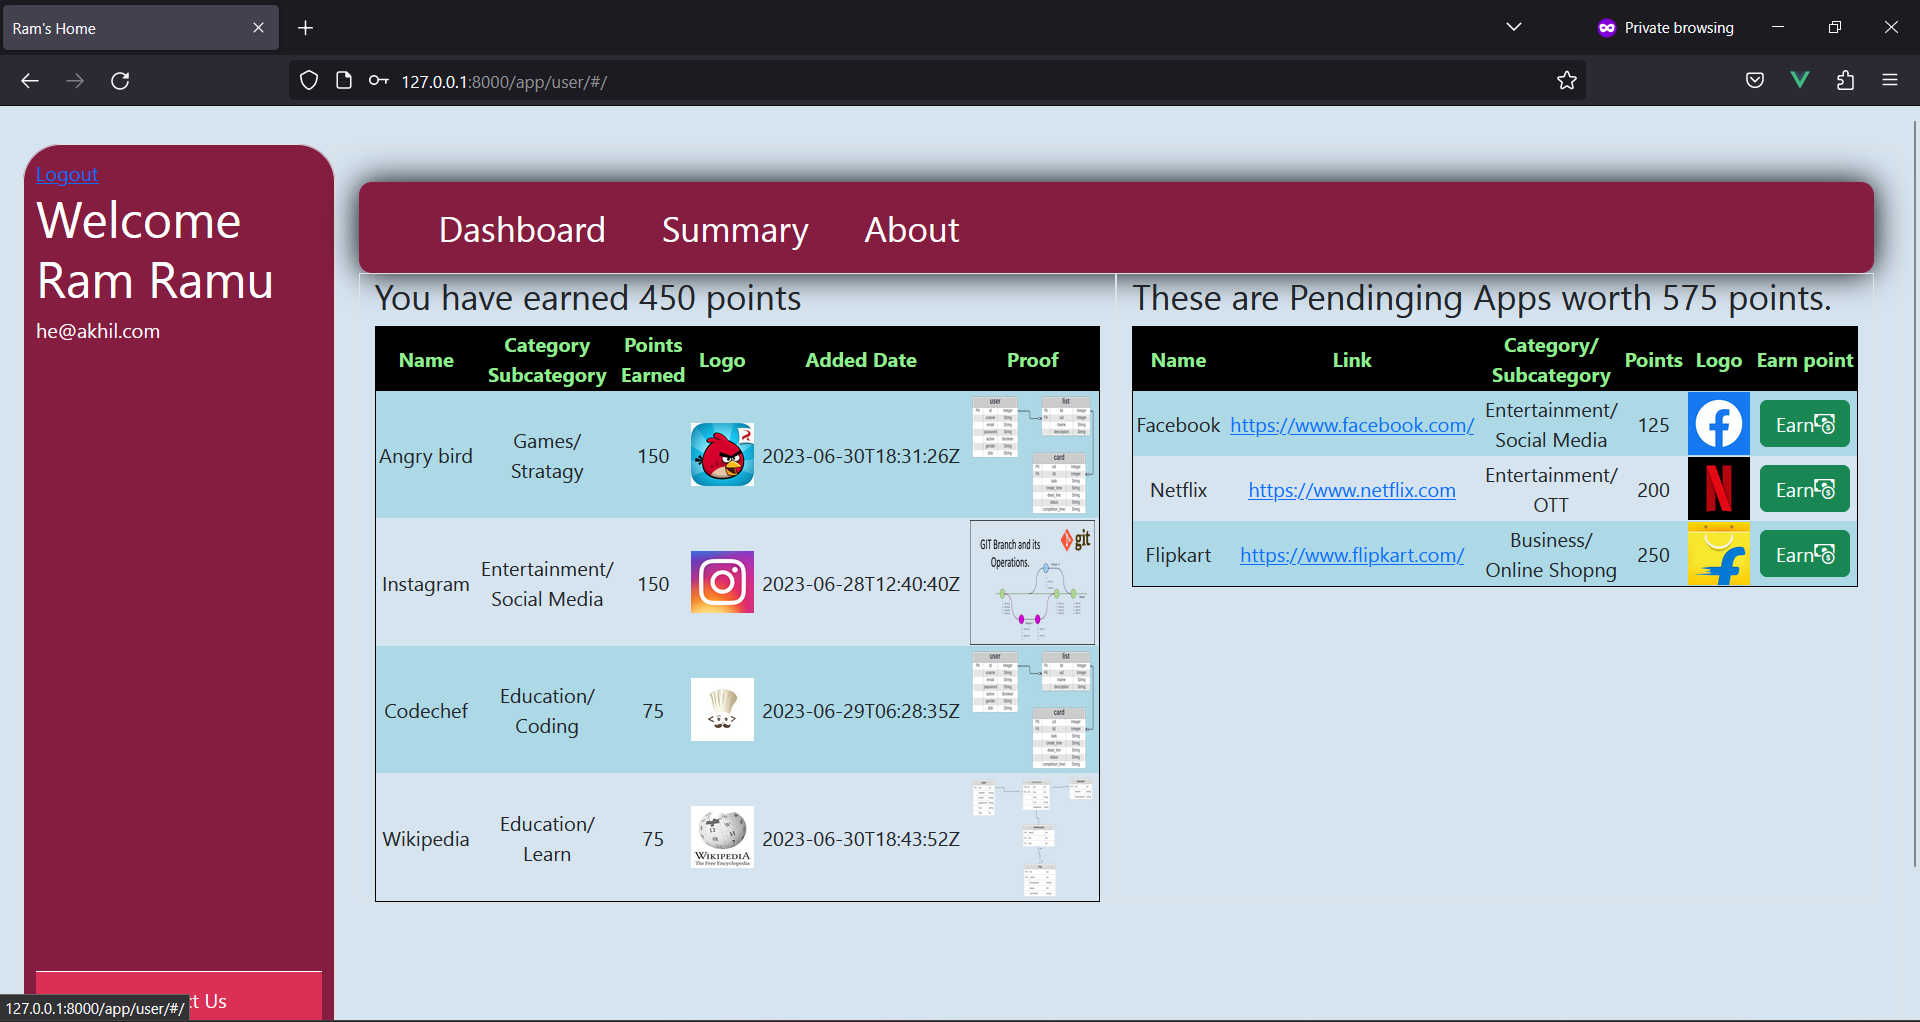 Ram's Home
Private browsing
127.0.0.1:8000/app/user/#/
Logout
Welcome
Ram Ramu
he@akhil.com
Dashboard Summary About
You have earned 450 points
Name Category Subcategory Points Earned Logo Added Date Proof
Angry bird Games/ Stratagy 150 2023-06-30T18:31:26Z
user list
card
Instagram Entertainment/ Social Media 150 2023-06-28T12:40:40Z
GIT Branch and its Operations. git
Codechef Education/ Coding 75 2023-06-29T06:28:35Z
user list
card
Wikipedia Education/ Learn 75 2023-06-30T18:43:52Z
WIKIPEDIA
The Free Encyclopedia
These are Pendinging Apps worth 575 points.
Name Link Category/ Subcategory Points Logo Earn point
Facebook https://www.facebook.com/ Entertainment/ Social Media 125 Earn
Netflix https://www.netflix.com Entertainment/ OTT 200 Earn
Flipkart https://www.flipkart.com/ Business/ Online Shopng 250 Earn
Us
127.0.0.1:8000/app/user/#/